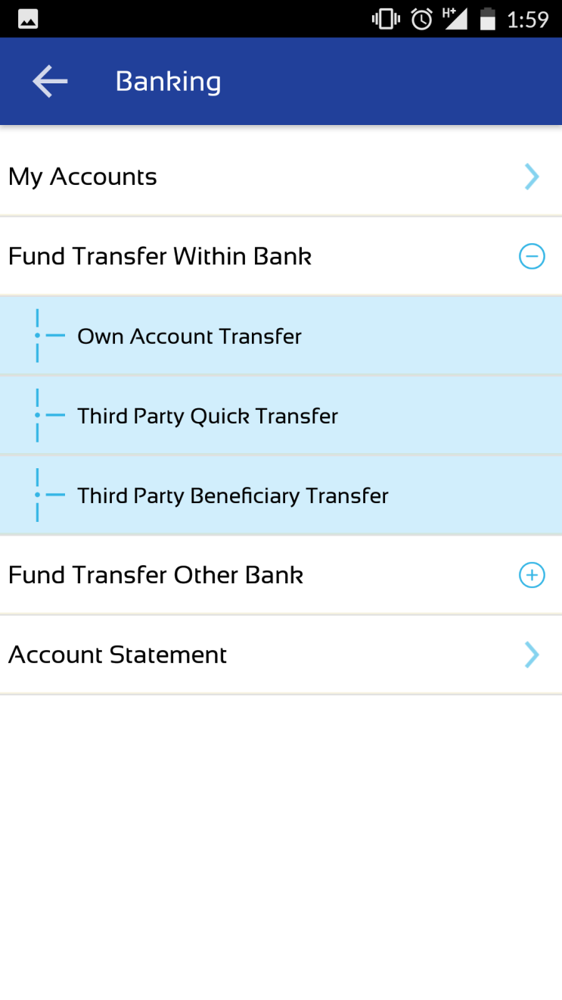 H+ 1:59
Banking
My Accounts
Fund Transfer Within Bank
Own Account Transfer
Third Party Quick Transfer
Third Party Beneficiary Transfer
Fund Transfer Other Bank
Account Statement